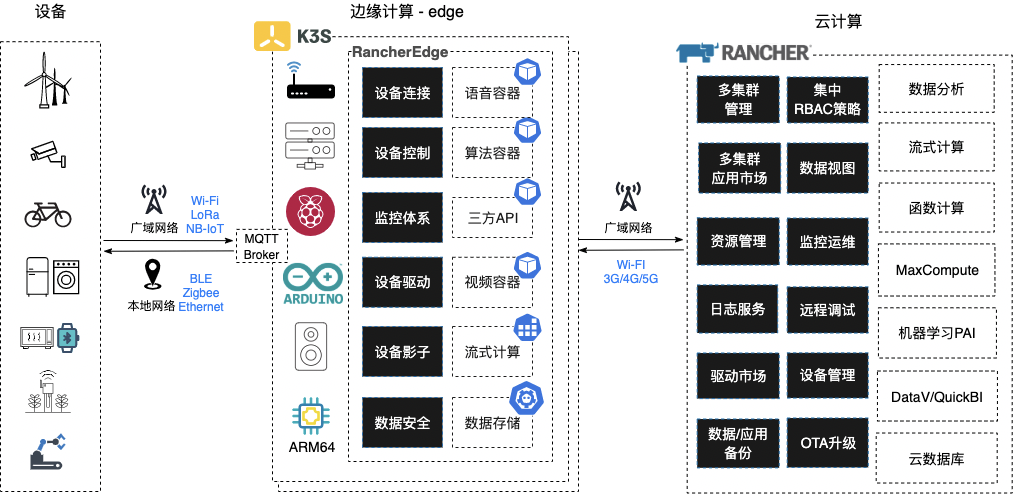 设备
边缘计算 - edge
云计算
K3S
RancherEdge
RANCHER
设备连接
语音容器
设备控制
算法容器
监控体系
三方API
设备驱动
视频容器
设备影子
流式计算
数据安全
数据存储
ARDUINO
ARM64
广域网络
Wi-Fi
LoRa
NB-IoT
MQTT
Broker
本地网络
BLE
Zigbee
Ethernet
广域网络
Wi-FI
3G/4G/5G
多集群
管理
集中
RBAC策略
多集群
应用市场
数据视图
资源管理
监控运维
日志服务
远程调试
驱动市场
设备管理
数据/应用
备份
OTA升级
数据分析
流式计算
函数计算
MaxCompute
机器学习PAI
DataV/QuickBI
云数据库